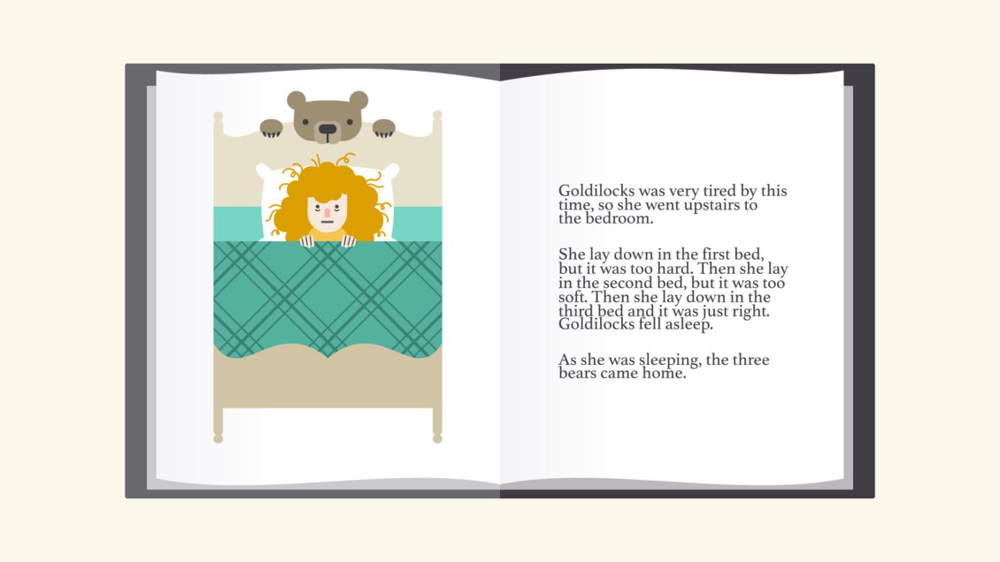 Goldilocks was very tired by this
time, so she went upstairs to
the bedroom.
She lay down in the first bed,
but it was too hard. Then she lay
in the second bed, but it was too
soft. Then she lay down in the
third bed and it was just right.
Goldilocks fell asleep.
As she was sleeping, the three
bears came home.